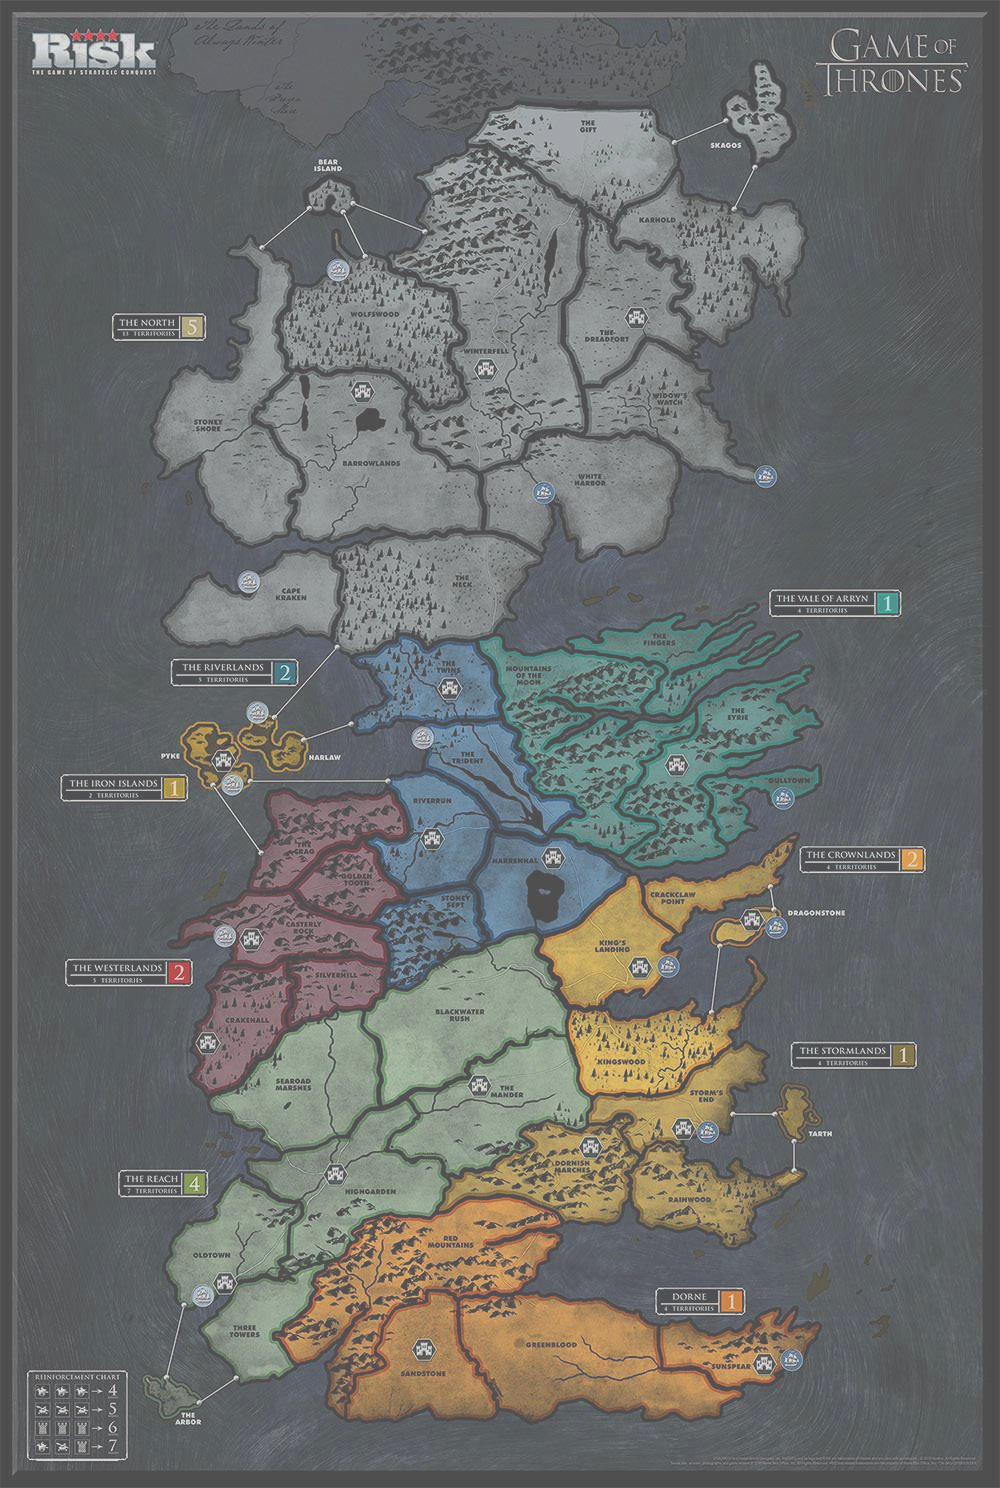 The Lands of
Always Winter
RISK
THE GAME OF STRATEGIC CONQUEST
GAME OF
THRONES
THE
GIFT
SKAGOS
BEAR
ISLAND
KARHOLD
WOLFSWOOD
THE NORTH 5
13 TERRITORIES
THE
DREADFORT
WINTERFELL
WIDOW'S
WATCH
STONEY
SHORE
BARROWLANDS
WHITE
HARBOR
THE
NECK
CAPE
KRAKEN
THE VALE OF ARRYN 1
4 TERRITORIES
THE
FINGERS
THE RIVERLANDS 2
5 TERRITORIES
THE
TWINS
MOUNTAINS
OF THE
MOON
THE
EYRIE
PYKE
HARLAW
THE
TRIDENT
GULLTOWN
THE IRON ISLANDS 1
2 TERRITORIES
RIVERRUN
THE
CRAG
HARRENHAL
THE CROWNLANDS 2
4 TERRITORIES
GOLDEN
TOOTH
STONEY
SEPT
CRACKCLAW
POINT
DRAGONSTONE
CASTERLY
ROCK
KING'S
LANDING
THE WESTERLANDS 2
5 TERRITORIES
SILVERHILL
CRAKEHALL
BLACKWATER
RUSH
KINGSWOOD
THE STORMLANDS 1
4 TERRITORIES
SEAROAD
MARSHES
THE
MANDER
STORM'S
END
TARTH
DORNISH
MARCHES
THE REACH 4
7 TERRITORIES
HIGHGARDEN
RAINWOOD
OLDTOWN
RED
MOUNTAINS
DORNE 1
4 TERRITORIES
THREE
TOWERS
GREENBLOOD
SANDSTONE
SUNSPEAR
THE
ARBOR
REINFORCEMENT CHART
4
5
6
7